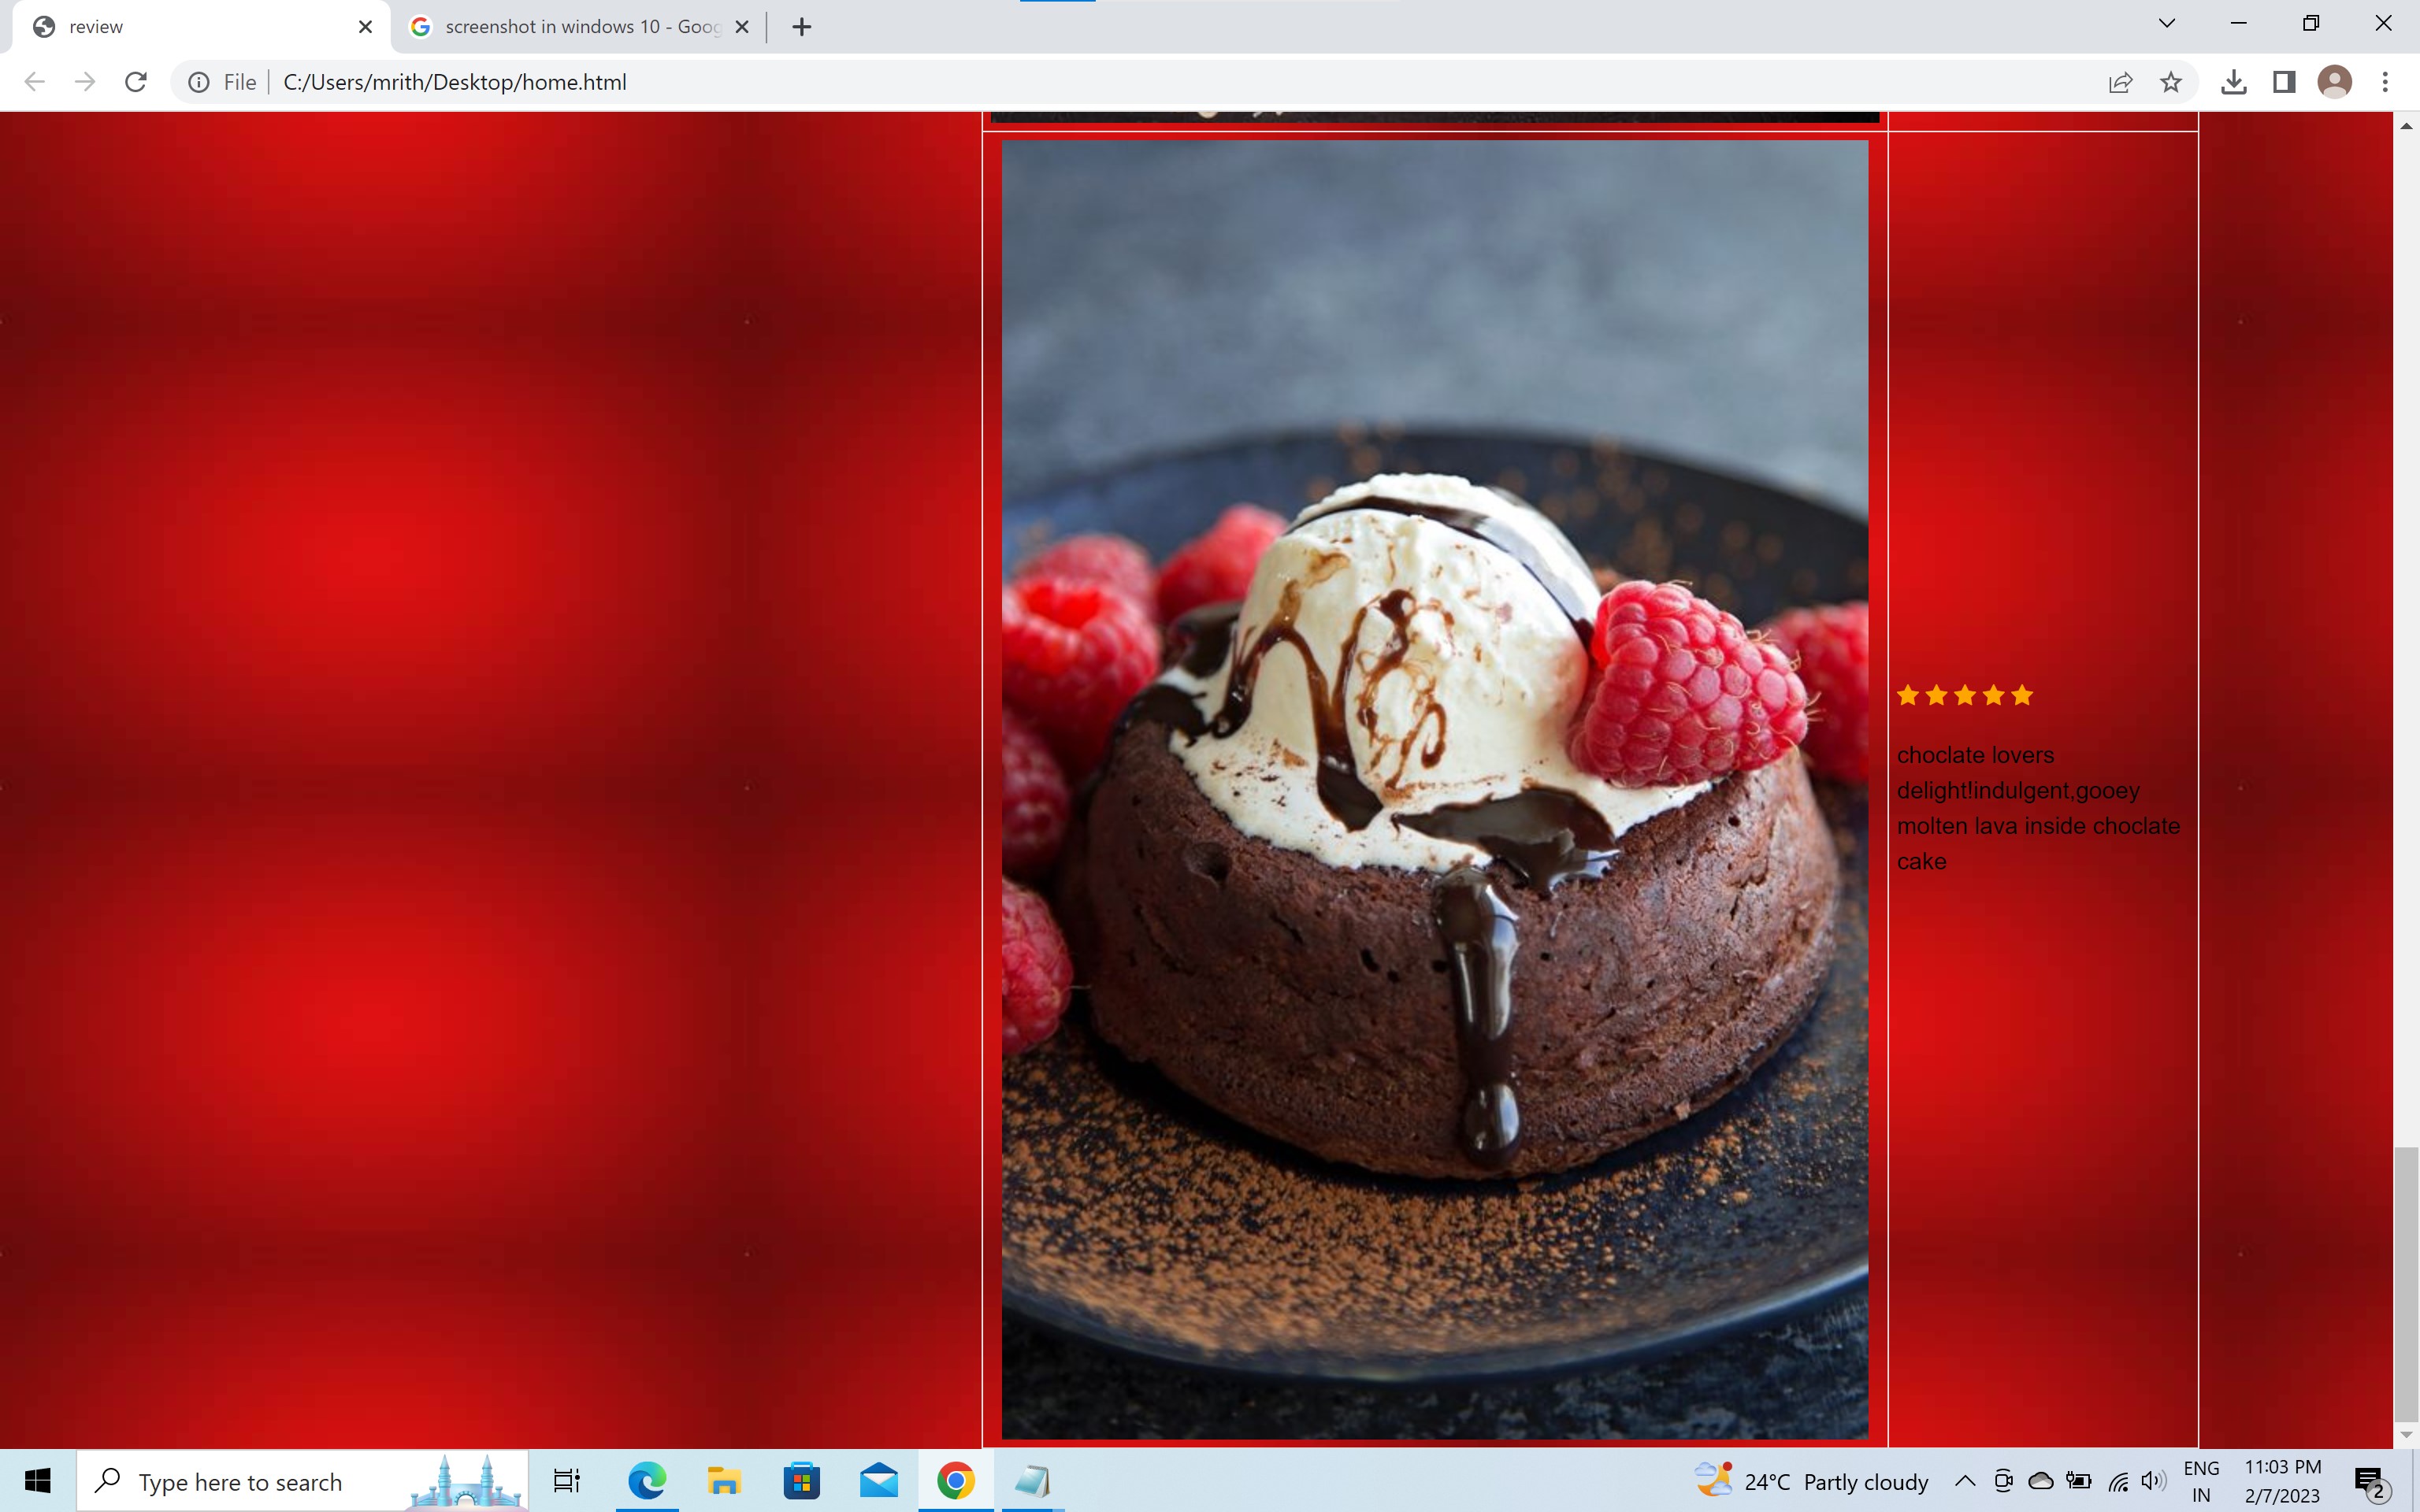 review
screenshot in windows 10 - Goog
File
C:/Users/mrith/Desktop/home.html
choclate lovers
delight!indulgent,gooey
molten lava inside choclate
cake
Type here to search
24°C Partly cloudy
ENG
IN
11:03 PM
2/7/2023
2